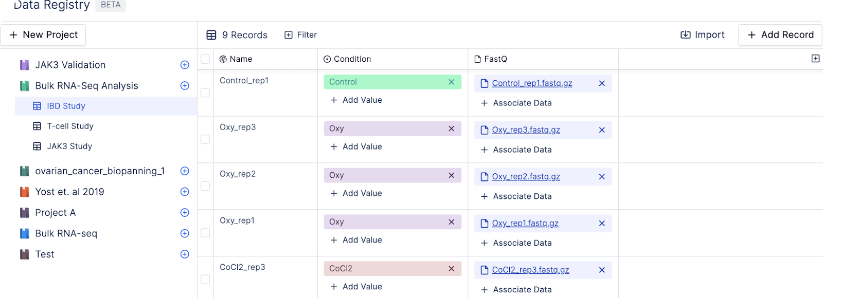 Data Registry BETA
+ New Project
9 Records Filter Import + Add Record
Name Condition FastQ
JAK3 Validation
Bulk RNA-Seq Analysis
IBD Study
T-cell Study
JAK3 Study
ovarian_cancer_biopanning_1
Yost et. al 2019
Project A
Bulk RNA-seq
Test
Control_rep1 Control × Control_rep1.fastq.gz ×
+ Add Value + Associate Data
Oxy_rep3 Oxy × Oxy_rep3.fastq.gz ×
+ Add Value + Associate Data
Oxy_rep2 Oxy × Oxy_rep2.fastq.gz ×
+ Add Value + Associate Data
Oxy_rep1 Oxy × Oxy_rep1.fastq.gz ×
+ Add Value + Associate Data
CoCl2_rep3 CoCl2 × CoCl2_rep3.fastq.gz ×
+ Add Value + Associate Data